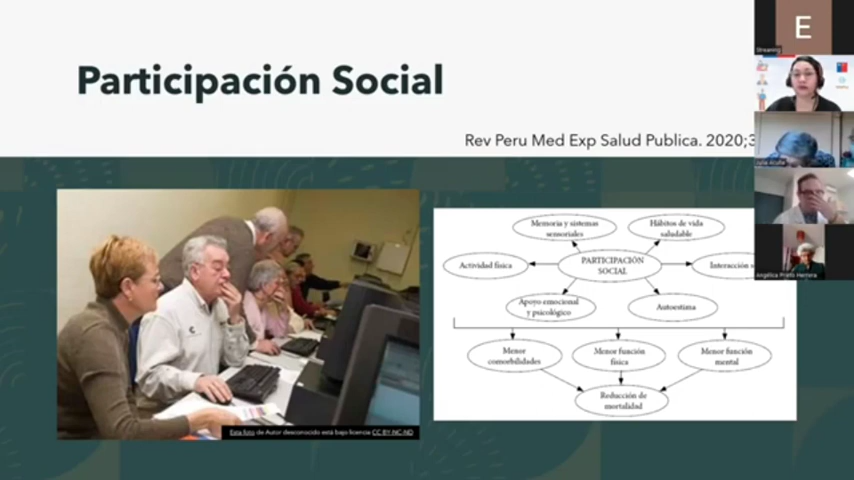 Participación Social
Rev Peru Med Exp Salud Publica. 2020;3
E
Streaming
Angélica Prieto Herrera
Memoria y sistemas
sensoriales
Hábitos de vida
saludable
Actividad física
PARTICIPACIÓN
SOCIAL
Interacción
Apoyo emocional
y psicológico
Autoestima
Menor
comorbilidades
Menor función
física
Menor función
mental
Reducción de
mortalidad
Esta foto de Autor desconocido está bajo licencia CC BY-NC-ND